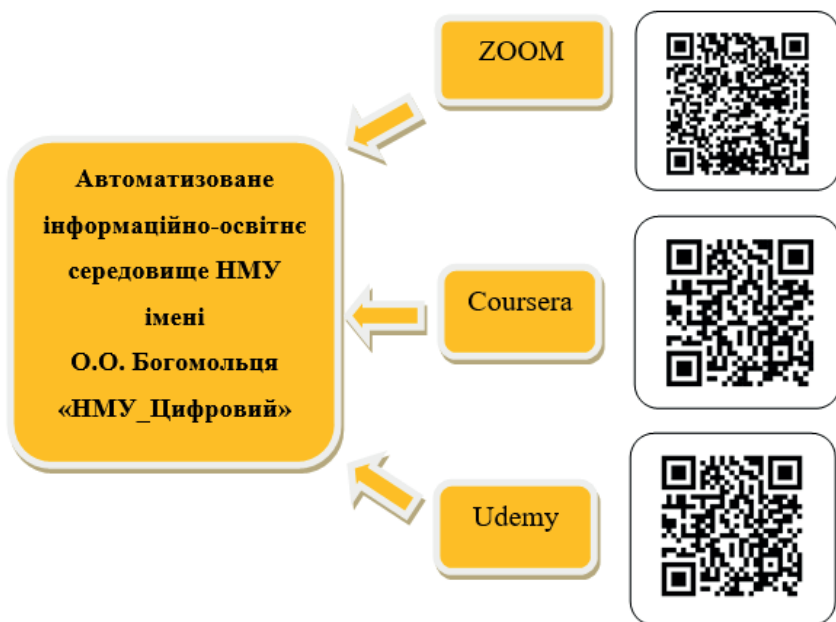 ZOOM
Автоматизоване
інформаційно-освітнє
середовище НМУ
імені
О.О. Богомольця
«НМУ_Цифровий»
Coursera
Udemy